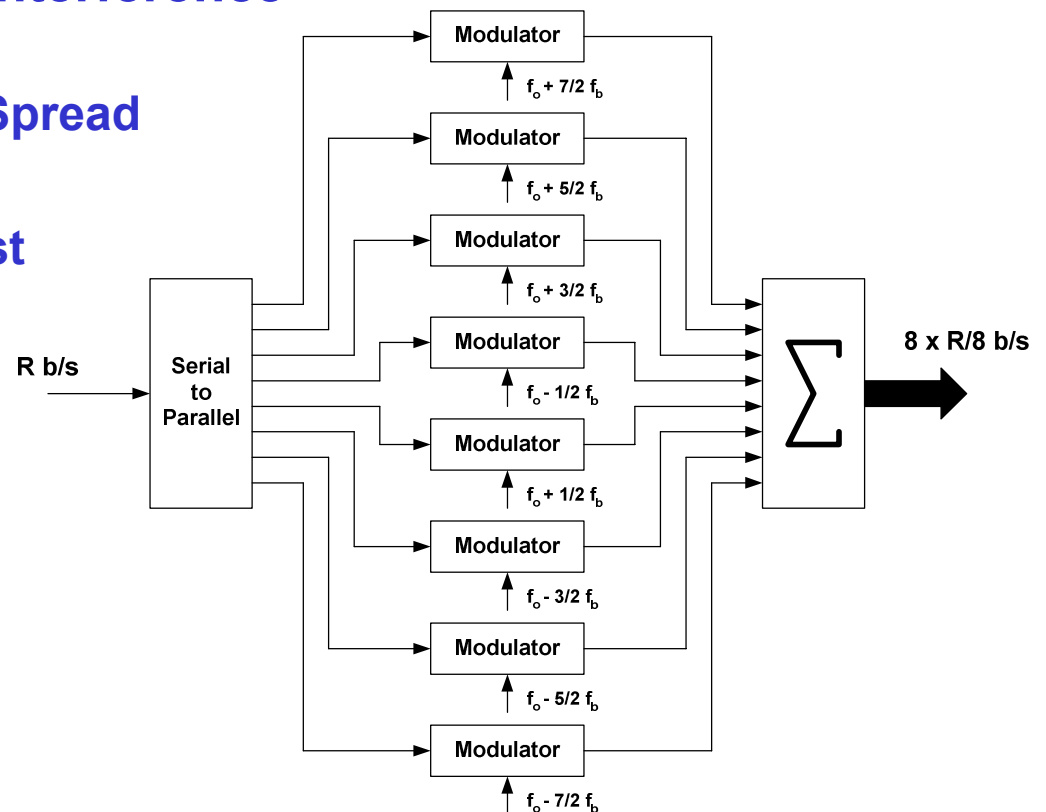 Interference
Spread
st
Modulator
fo + 7/2 fb
Modulator
fo + 5/2 fb
Modulator
fo + 3/2 fb
Modulator
fo - 1/2 fb
Modulator
fo + 1/2 fb
Modulator
fo - 3/2 fb
Modulator
fo - 5/2 fb
Modulator
fo - 7/2 fb
R b/s
Serial
to
Parallel
Σ
8 x R/8 b/s